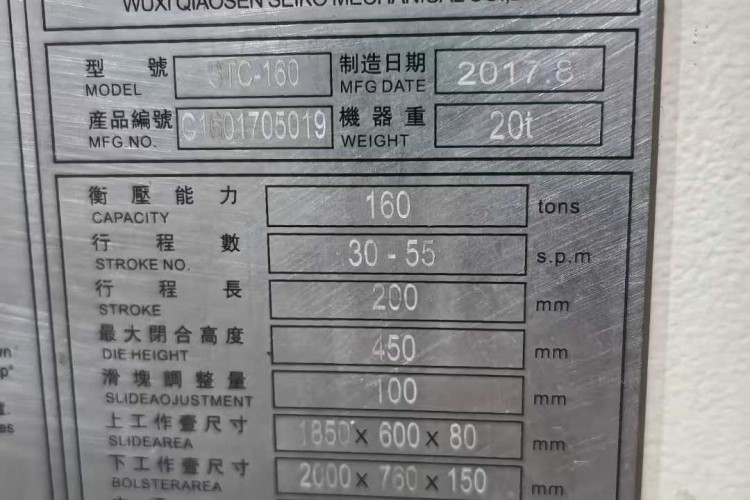 WUXI QIAOSEN SEIKO MECHANICAL CO.,L
型 號 STC-160 制造日期 2017.8
MODEL MFG DATE
産品編號 G1601705019 機器重 20t
MFG.NO. WEIGHT
衝壓能力 160 tons
CAPACITY
行程數 30 - 55 s.p.m
STROKE NO.
行程長 200 mm
STROKE
最大閉合高度 450 mm
DIE HEIGHT
滑塊調整量 100 mm
SLIDEAOJUSTMENT
上工作臺尺寸 1850 x 600 x 80 mm
SLIDEAREA
下工作臺尺寸 2000 x 760 x 150 mm
BOLSTERAREA